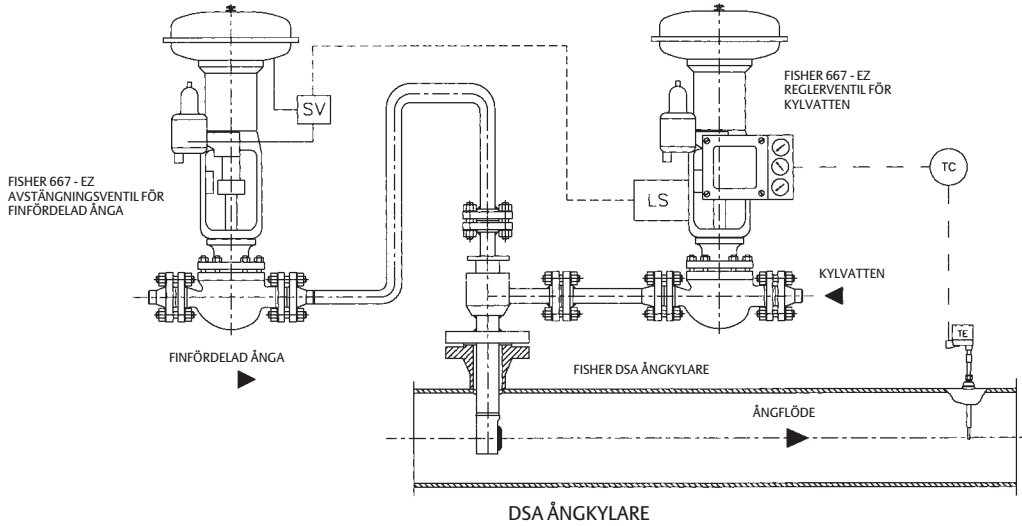 SV
FISHER 667 - EZ
REGLERVENTIL FÖR
KYLVATTEN
TC
FISHER 667 - EZ
AVSTÄNGNINGSVENTIL FÖR
FINFÖRDELAD ÅNGA
LS
KYLVATTEN
TE
FINFÖRDELAD ÅNGA
FISHER DSA ÅNGKYLARE
ÅNGFLÖDE
DSA ÅNGKYLARE